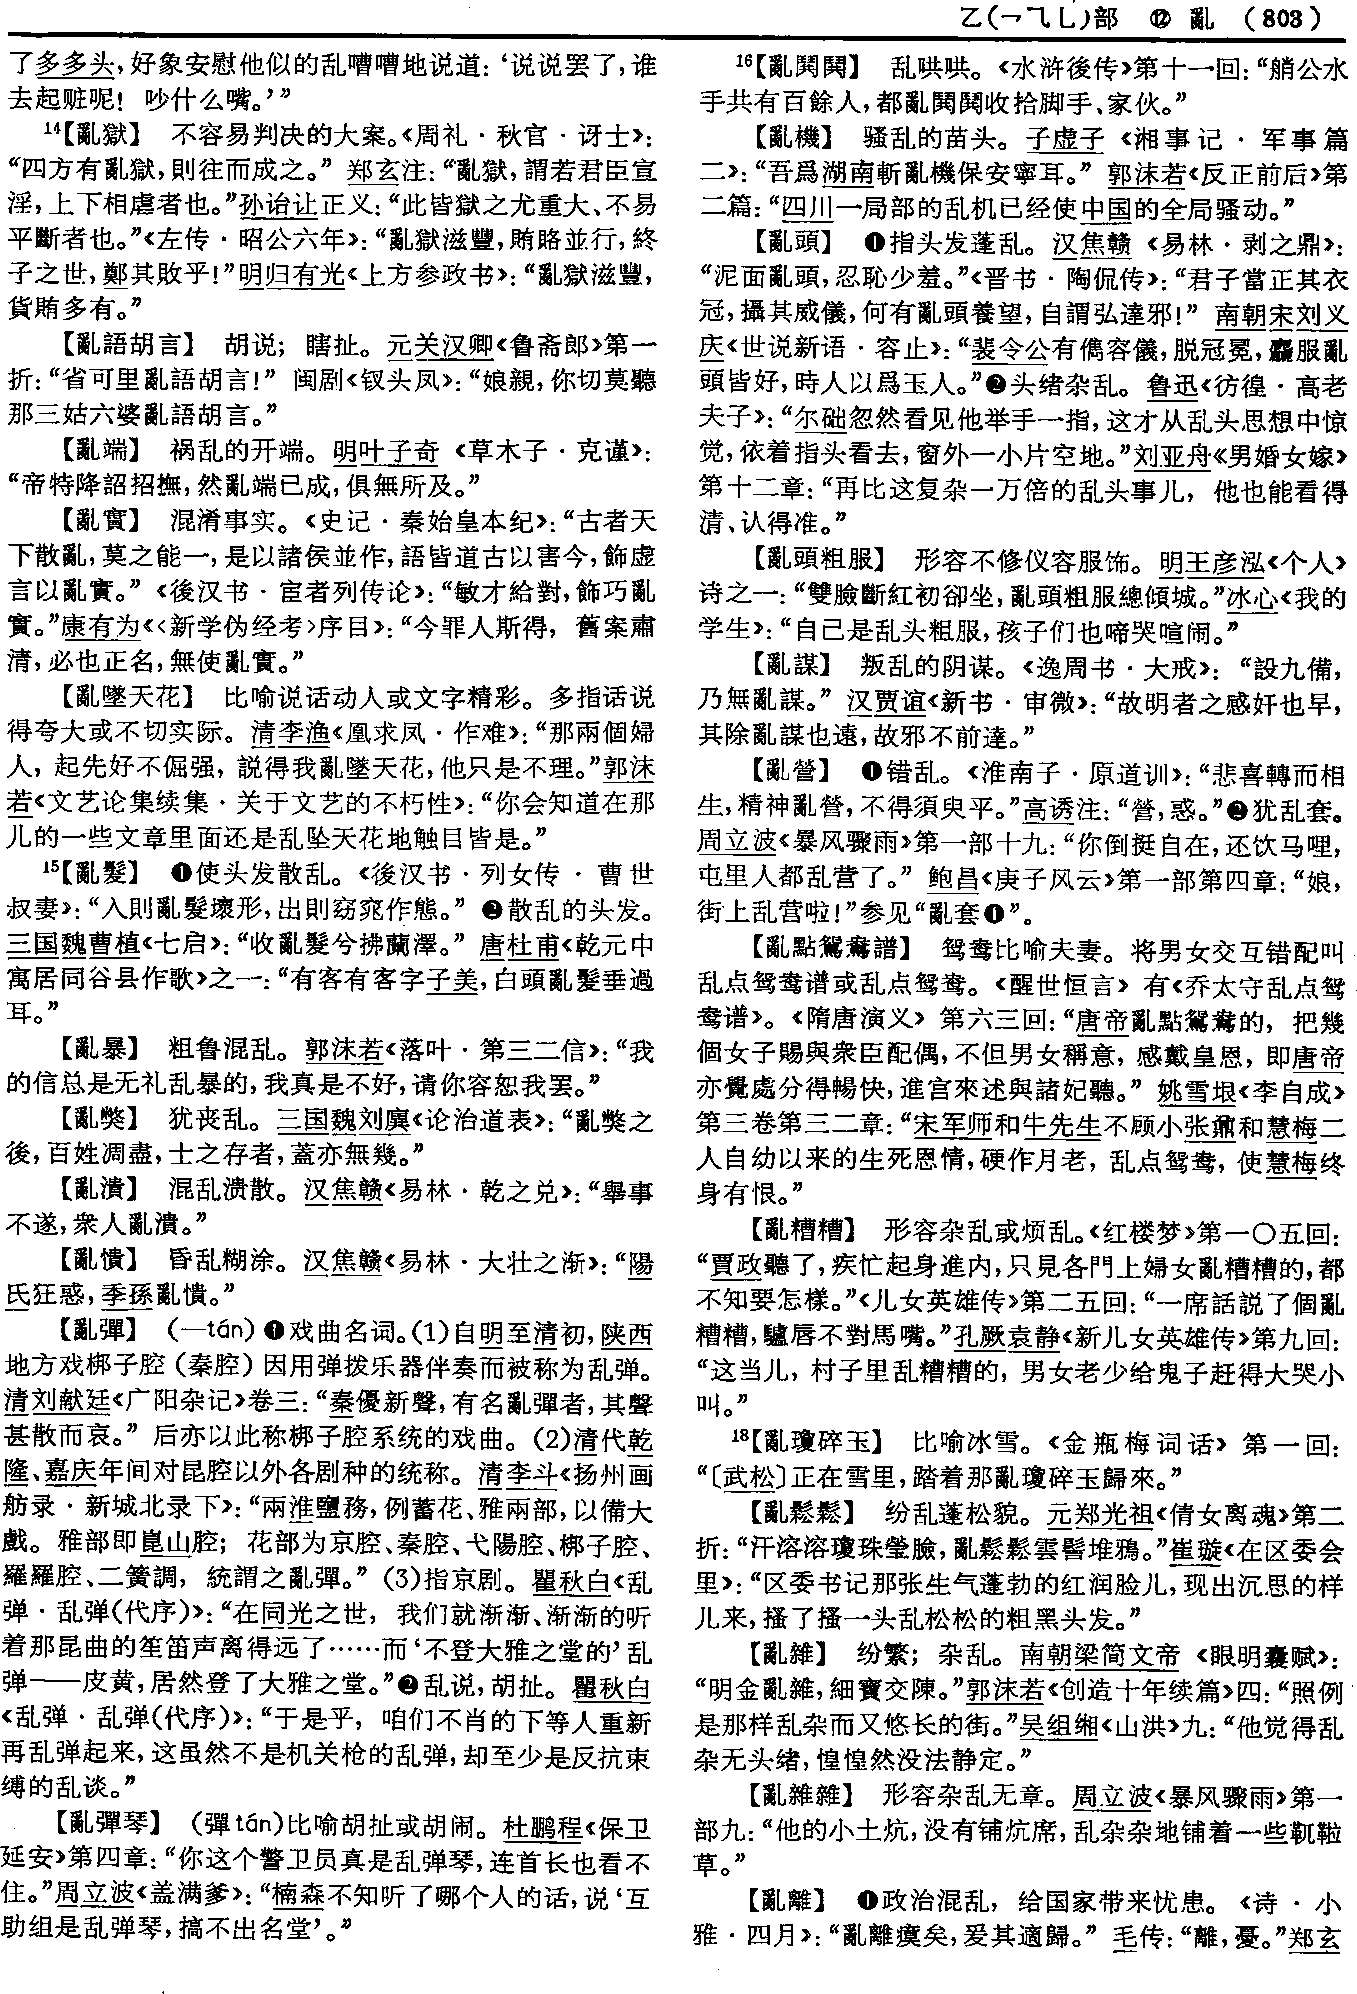 乙(㇀⺄乚)部 ⑫ 亂 (803)
了多多头,好象安慰他似的乱嘈嘈地说道:‘说说罢了,谁
去起赃呢! 吵什么嘴。’”
14【亂獄】 不容易判决的大案。《周礼·秋官·讶士》:
“四方有亂獄,則往而成之。” 郑玄注:“亂獄,謂若君臣宣
淫,上下相虐者也。”孙诒让正义:“此皆獄之尤重大、不易
平斷者也。”《左传·昭公六年》:“亂獄滋豐,賄賂並行,終
子之世,鄭其敗乎!”明归有光《上方参政书》:“亂獄滋豐,
貨賄多有。”
【亂語胡言】 胡说; 瞎扯。元关汉卿《鲁斋郎》第一
折:“省可里亂語胡言!” 闽剧《钗头凤》:“娘親,你切莫聽
那三姑六婆亂語胡言。”
【亂端】 祸乱的开端。明叶子奇《草木子·克谨》:
“帝特降詔招撫,然亂端已成,俱無所及。”
【亂實】 混淆事实。《史记·秦始皇本纪》:“古者天
下散亂,莫之能一,是以諸侯並作,語皆道古以害今,飾虚
言以亂實。”《後汉书·宦者列传论》:“敏才給對,飾巧亂
實。”康有为《〈新学伪经考〉序目》:“今罪人斯得, 舊案肅
清,必也正名,無使亂實。”
【亂墜天花】 比喻说话动人或文字精彩。多指话说
得夸大或不切实际。清李渔《凰求凤·作难》:“那兩個婦
人, 起先好不倔强, 説得我亂墜天花,他只是不理。”郭沫
若《文艺论集续集·关于文艺的不朽性》:“你会知道在那
儿的一些文章里面还是乱坠天花地触目皆是。”
15【亂髮】 ❶使头发散乱。《後汉书·列女传·曹世
叔妻》:“入則亂髮壞形,出則窈窕作態。” ❷散乱的头发。
三国魏曹植《七启》:“收亂髮兮拂蘭澤。” 唐杜甫《乾元中
寓居同谷县作歌》之一:“有客有客字子美,白頭亂髮垂過
耳。”
【亂暴】 粗鲁混乱。郭沫若《落叶·第三二信》:“我
的信总是无礼乱暴的,我真是不好,请你容恕我罢。”
【亂獘】 犹丧乱。三国魏刘廙《论治道表》:“亂獘之
後,百姓凋盡,士之存者,蓋亦無幾。”
【亂潰】 混乱溃散。汉焦赣《易林·乾之兑》:“舉事
不遂,衆人亂潰。”
【亂憒】 昏乱糊涂。汉焦赣《易林·大壮之渐》:“陽
氏狂惑,季孫亂憒。”
【亂彈】 (—tán)❶戏曲名词。(1)自明至清初,陕西
地方戏梆子腔(秦腔)因用弹拨乐器伴奏而被称为乱弹。
清刘献廷《广阳杂记》卷三:“秦優新聲,有名亂彈者,其聲
甚散而哀。” 后亦以此称梆子腔系统的戏曲。(2)清代乾
隆、嘉庆年间对昆腔以外各剧种的统称。 清李斗《扬州画
舫录·新城北录下》:“兩淮鹽務,例蓄花、雅兩部,以備大
戲。雅部即崑山腔; 花部为京腔、秦腔、弋陽腔、梆子腔、
羅羅腔、二簧調, 統謂之亂彈。”(3)指京剧。瞿秋白《乱
弹·乱弹(代序)》:“在同光之世, 我们就渐渐、渐渐的听
着那昆曲的笙笛声离得远了……而‘不登大雅之堂的’乱
弹——皮黄,居然登了大雅之堂。”❷乱说,胡扯。瞿秋白
《乱弹·乱弹(代序)》:“于是乎, 咱们不肖的下等人重新
再乱弹起来,这虽然不是机关枪的乱弹,却至少是反抗束
缚的乱谈。”
【亂彈琴】 (彈tán)比喻胡扯或胡闹。杜鹏程《保卫
延安》第四章:“你这个警卫员真是乱弹琴,连首长也看不
住。”周立波《盖满爹》:“楠森不知听了哪个人的话,说‘互
助组是乱弹琴,搞不出名堂’。”
16【亂鬨鬨】 乱哄哄。《水浒後传》第十一回:“艄公水
手共有百餘人,都亂鬨鬨收拾脚手、家伙。”
【亂機】 骚乱的苗头。子虚子《湘事记·军事篇
二》:“吾爲湖南斬亂機保安寧耳。” 郭沫若《反正前后》第
二篇:“四川一局部的乱机已经使中国的全局骚动。”
【亂頭】 ❶指头发蓬乱。汉焦赣《易林·剥之鼎》:
“泥面亂頭,忍恥少羞。”《晋书·陶侃传》:“君子當正其衣
冠,攝其威儀,何有亂頭養望,自謂弘達邪!” 南朝宋刘义
庆《世说新语·容止》:“裴令公有儁容儀,脱冠冕,麤服亂
頭皆好,時人以爲玉人。”❷头绪杂乱。鲁迅《彷徨·高老
夫子》:“尔础忽然看见他举手一指,这才从乱头思想中惊
觉,依着指头看去,窗外一小片空地。”刘亚舟《男婚女嫁》
第十二章:“再比这复杂一万倍的乱头事儿, 他也能看得
清、认得准。”
【亂頭粗服】 形容不修仪容服饰。明王彦泓《个人》
诗之一:“雙臉斷紅初卻坐,亂頭粗服總傾城。”冰心《我的
学生》:“自己是乱头粗服,孩子们也啼哭喧闹。”
【亂謀】 叛乱的阴谋。《逸周书·大戒》: “設九備,
乃無亂謀。” 汉贾谊《新书·审微》:“故明者之感奸也早,
其除亂謀也遠,故邪不前達。”
【亂營】 ❶错乱。《淮南子·原道训》:“悲喜轉而相
生,精神亂營,不得須臾平。”高诱注:“營,惑。”❷犹乱套。
周立波《暴风骤雨》第一部十九:“你倒挺自在,还饮马哩,
屯里人都乱营了。” 鲍昌《庚子风云》第一部第四章:“娘,
街上乱营啦!”参见“亂套❶”。
【亂點鴛鴦譜】 鸳鸯比喻夫妻。将男女交互错配叫
乱点鸳鸯谱或乱点鸳鸯。《醒世恒言》有《乔太守乱点鸳
鸯谱》。《隋唐演义》第六三回:“唐帝亂點鴛鴦的, 把幾
個女子賜與衆臣配偶,不但男女稱意, 感戴皇恩, 即唐帝
亦覺處分得暢快,進宫來述與諸妃聽。” 姚雪垠《李自成》
第三卷第三二章:“宋军师和牛先生不顾小张鼐和慧梅二
人自幼以来的生死恩情,硬作月老, 乱点鸳鸯, 使慧梅终
身有恨。”
【亂糟糟】 形容杂乱或烦乱。《红楼梦》第一〇五回:
“賈政聽了,疾忙起身進内,只見各門上婦女亂糟糟的,都
不知要怎樣。”《儿女英雄传》第二五回:“一席話説了個亂
糟糟,驢唇不對馬嘴。”孔厥袁静《新儿女英雄传》第九回:
“这当儿, 村子里乱糟糟的, 男女老少给鬼子赶得大哭小
叫。”
18【亂瓊碎玉】 比喻冰雪。《金瓶梅词话》第一回:
“〔武松〕正在雪里,踏着那亂瓊碎玉歸來。”
【亂鬆鬆】 纷乱蓬松貌。元郑光祖《倩女离魂》第二
折:“汗溶溶瓊珠瑩臉,亂鬆鬆雲髻堆鴉。”崔璇《在区委会
里》:“区委书记那张生气蓬勃的红润脸儿,现出沉思的样
儿来,搔了搔一头乱松松的粗黑头发。”
【亂雜】 纷繁; 杂乱。南朝梁简文帝《眼明囊赋》:
“明金亂雜,細寶交陳。”郭沫若《创造十年续篇》四:“照例
是那样乱杂而又悠长的街。”吴组缃《山洪》九:“他觉得乱
杂无头绪,惶惶然没法静定。”
【亂雜雜】 形容杂乱无章。周立波《暴风骤雨》第一
部九:“他的小土炕,没有铺炕席,乱杂杂地铺着一些靰鞡
草。”
【亂離】 ❶政治混乱, 给国家带来忧患。《诗·小
雅·四月》:“亂離瘼矣,爰其適歸。” 毛传:“離,憂。”郑玄